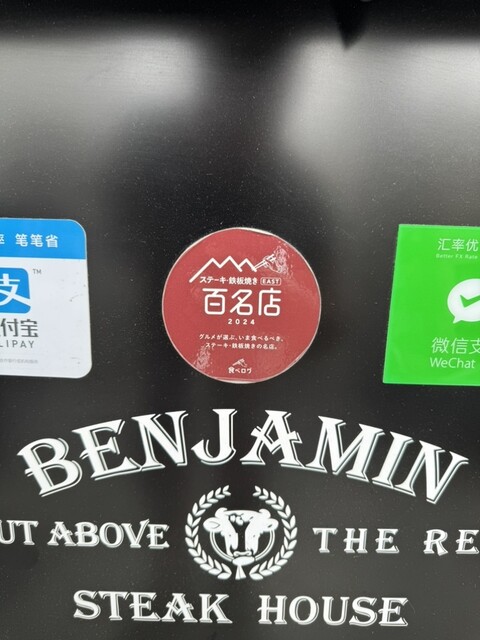 率 笔笔省
支
TM
付宝
LIPAY
ステーキ・鉄板焼き EAST
百名店
2024
グルメが選ぶ、いま食べるべき、
ステーキ・鉄板焼きの名店。
食べログ
汇率优
Better FX Rate
微信支
WeChat
BENJAMIN
UT ABOVE THE RE
STEAK HOUSE